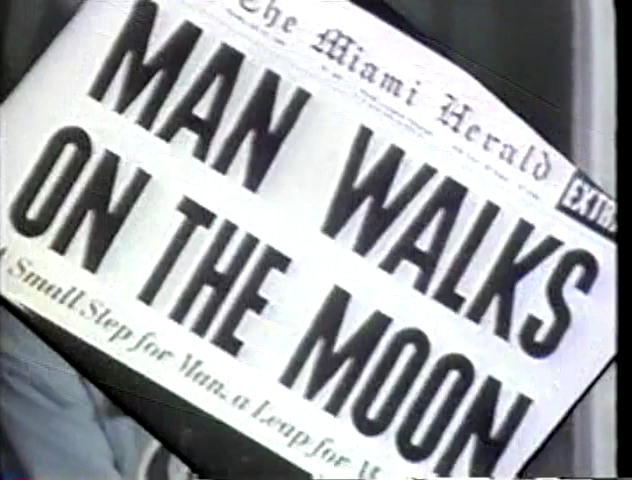 The Miami Herald
EXTRA
MAN WALKS
ON THE MOON
A Small Step for Man, a Leap for